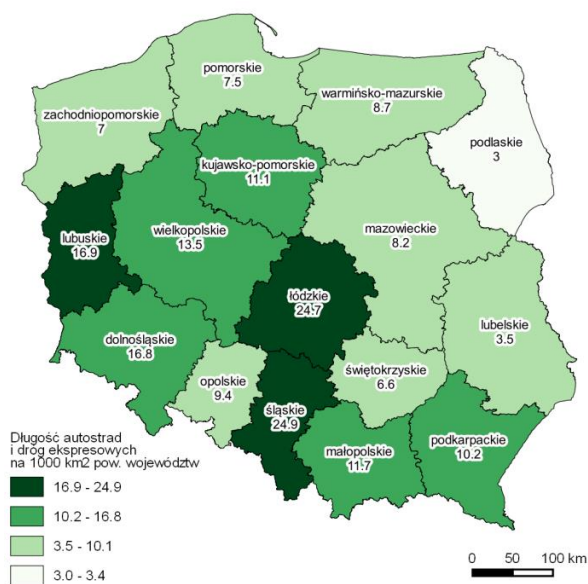 pomorskie
7.5
warmińsko-mazurskie
8.7
zachodniopomorskie
7
podlaskie
3
kujawsko-pomorskie
11.1
lubuskie
16.9
wielkopolskie
13.5
mazowieckie
8.2
łódzkie
24.7
dolnośląskie
16.8
lubelskie
3.5
opolskie
9.4
świętokrzyskie
6.6
śląskie
24.9
małopolskie
11.7
podkarpackie
10.2
Długość autostrad
i dróg ekspresowych
na 1000 km2 pow. województw
16.9 - 24.9
10.2 - 16.8
3.5 - 10.1
3.0 - 3.4
0 50 100 km